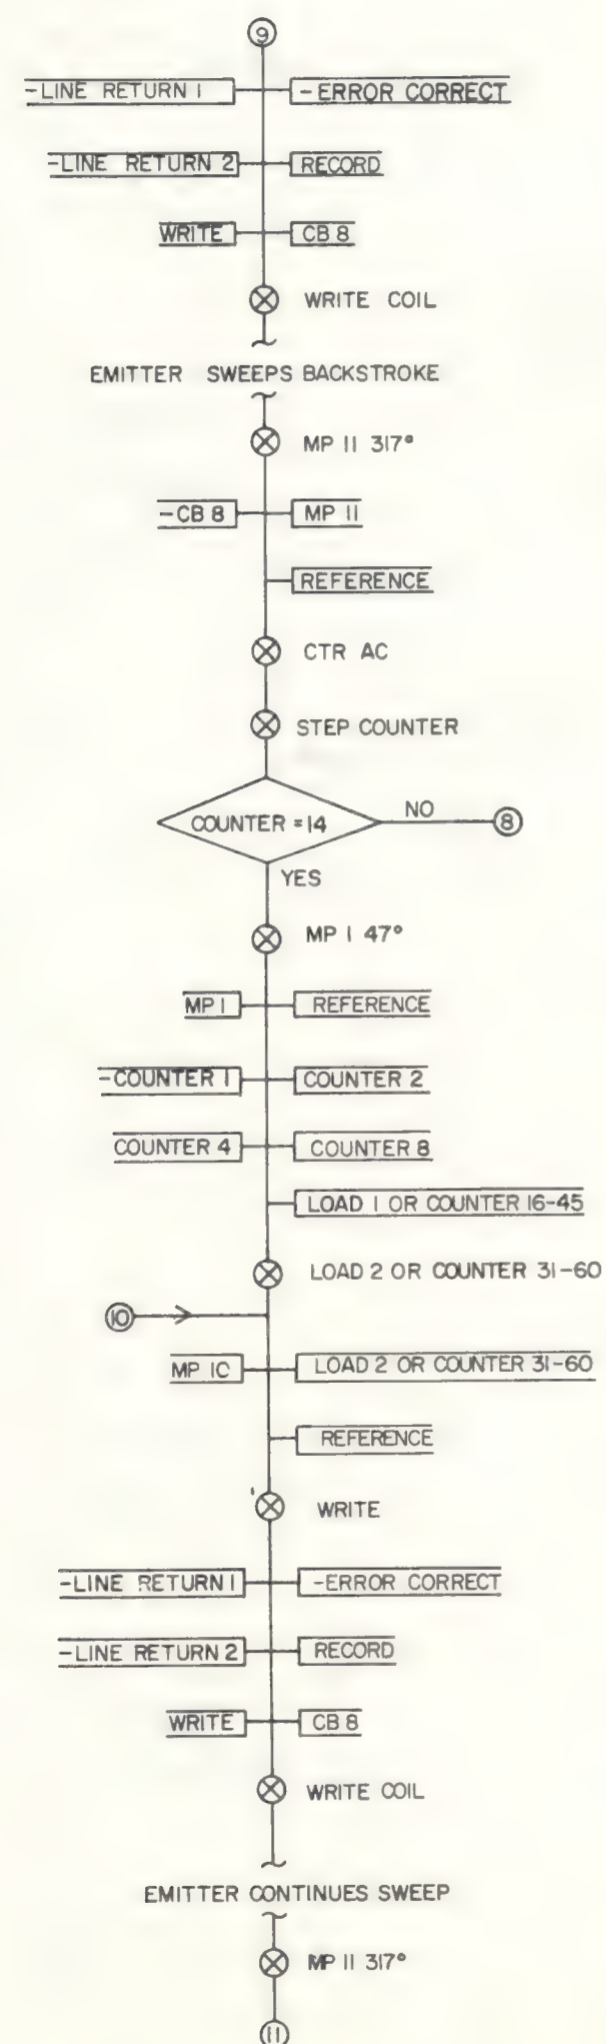 9
-LINE RETURN 1 -ERROR CORRECT
-LINE RETURN 2 RECORD
WRITE CB 8
WRITE COIL
EMITTER SWEEPS BACKSTROKE
MP 11 317°
-CB 8 MP 11
REFERENCE
CTR AC
STEP COUNTER
COUNTER = 14 NO 8
YES
MP 1 47°
MP 1 REFERENCE
-COUNTER 1 COUNTER 2
COUNTER 4 COUNTER 8
LOAD 1 OR COUNTER 16-45
LOAD 2 OR COUNTER 31-60
10
MP 1C LOAD 2 OR COUNTER 31-60
REFERENCE
WRITE
-LINE RETURN 1 -ERROR CORRECT
-LINE RETURN 2 RECORD
WRITE CB 8
WRITE COIL
EMITTER CONTINUES SWEEP
MP 11 317°
11